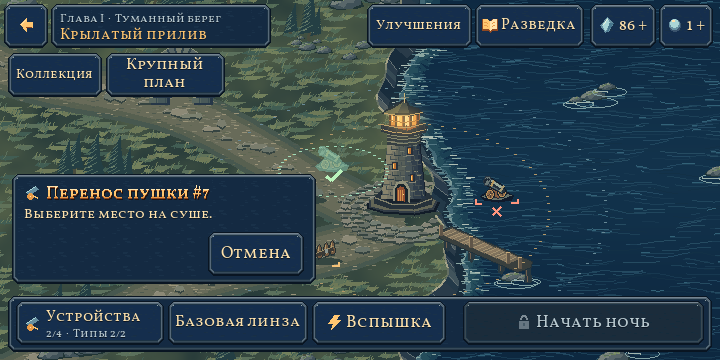 Глава I · Туманный берег
Крылатый прилив
Улучшения
Разведка
86 +
1 +
Коллекция
Крупный
план
Перенос пушки #7
Выберите место на суше.
Отмена
Устройства
2/4 · Типы 2/2
Базовая линза
Вспышка
Начать ночь